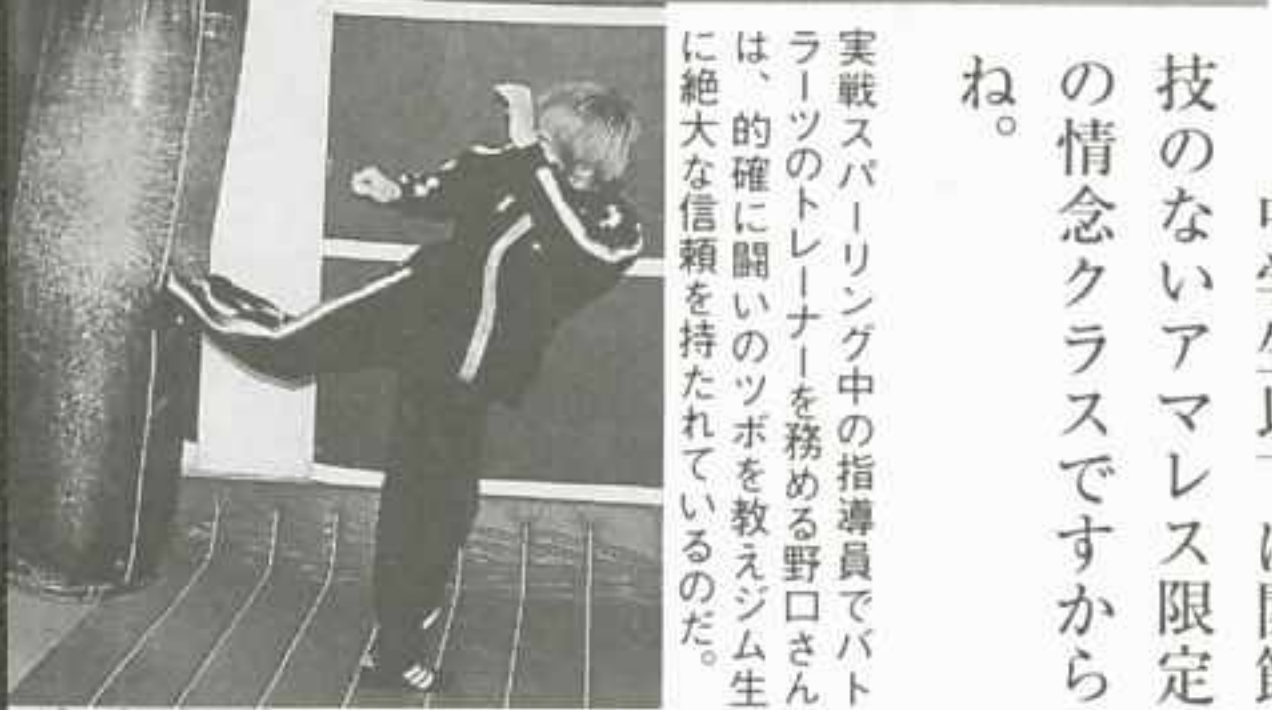 技のないアマレス限定
の情念クラスですから
ね。
実戦スパーリング中の指導員でバト
ラーツのトレーナーを務める野口さん
は、的確に闘いのツボを教えジム生
に絶大な信頼を持たれているのだ。